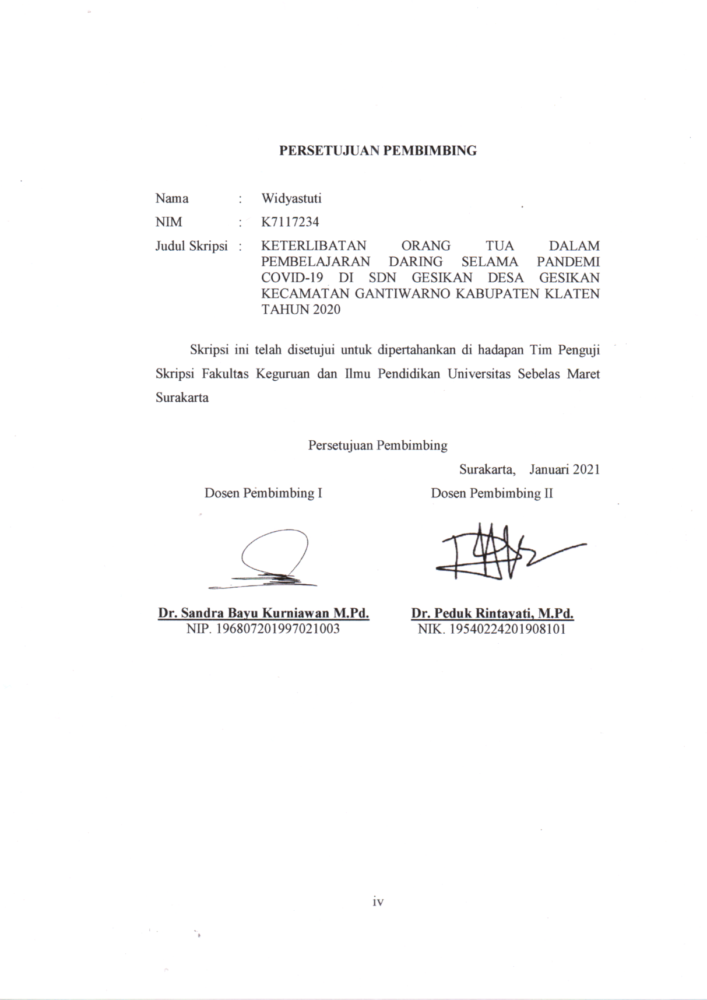 PERSETUJUAN PEMBIMBING
Nama : Widyastuti
NIM : K7117234
Judul Skripsi : KETERLIBATAN ORANG TUA DALAM
PEMBELAJARAN DARING SELAMA PANDEMI
COVID-19 DI SDN GESIKAN DESA GESIKAN
KECAMATAN GANTIWARNO KABUPATEN KLATEN
TAHUN 2020
Skripsi ini telah disetujui untuk dipertahankan di hadapan Tim Penguji
Skripsi Fakultas Keguruan dan Ilmu Pendidikan Universitas Sebelas Maret
Surakarta
Persetujuan Pembimbing
Surakarta, Januari 2021
Dosen Pembimbing I Dosen Pembimbing II
Dr. Sandra Bayu Kurniawan M.Pd. Dr. Peduk Rintayati, M.Pd.
NIP. 196807201997021003 NIK. 19540224201908101
iv